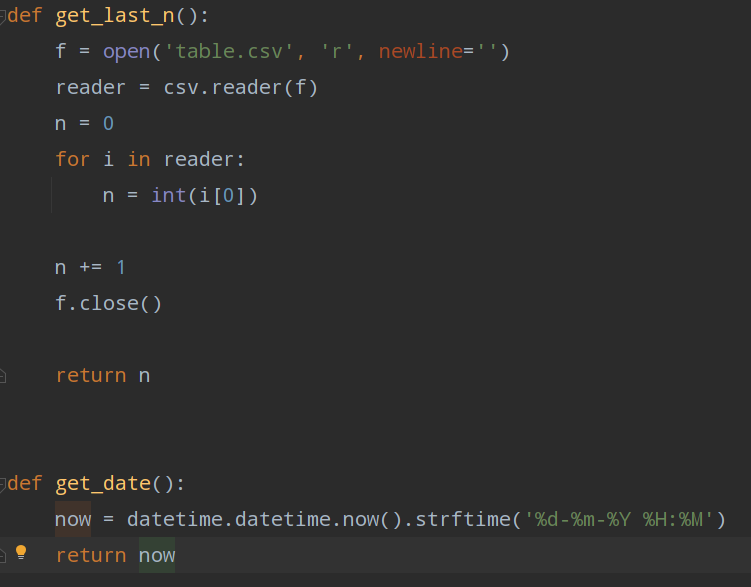 def get_last_n():
    f = open('table.csv', 'r', newline='')
    reader = csv.reader(f)
    n = 0
    for i in reader:
        n = int(i[0])
    n += 1
    f.close()
    return n
def get_date():
    now = datetime.datetime.now().strftime('%d-%m-%Y %H:%M')
    return now